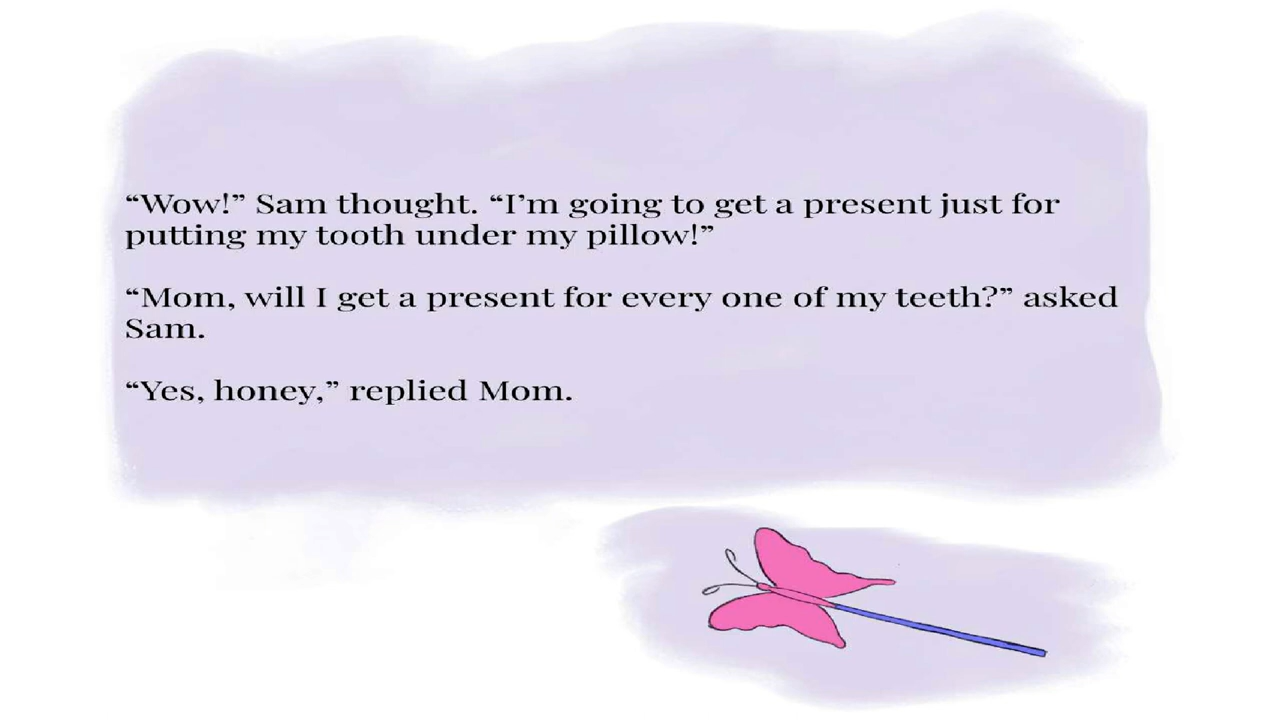 “Wow!” Sam thought. “I’m going to get a present just for
putting my tooth under my pillow!”
“Mom, will I get a present for every one of my teeth?” asked
Sam.
“Yes, honey,” replied Mom.